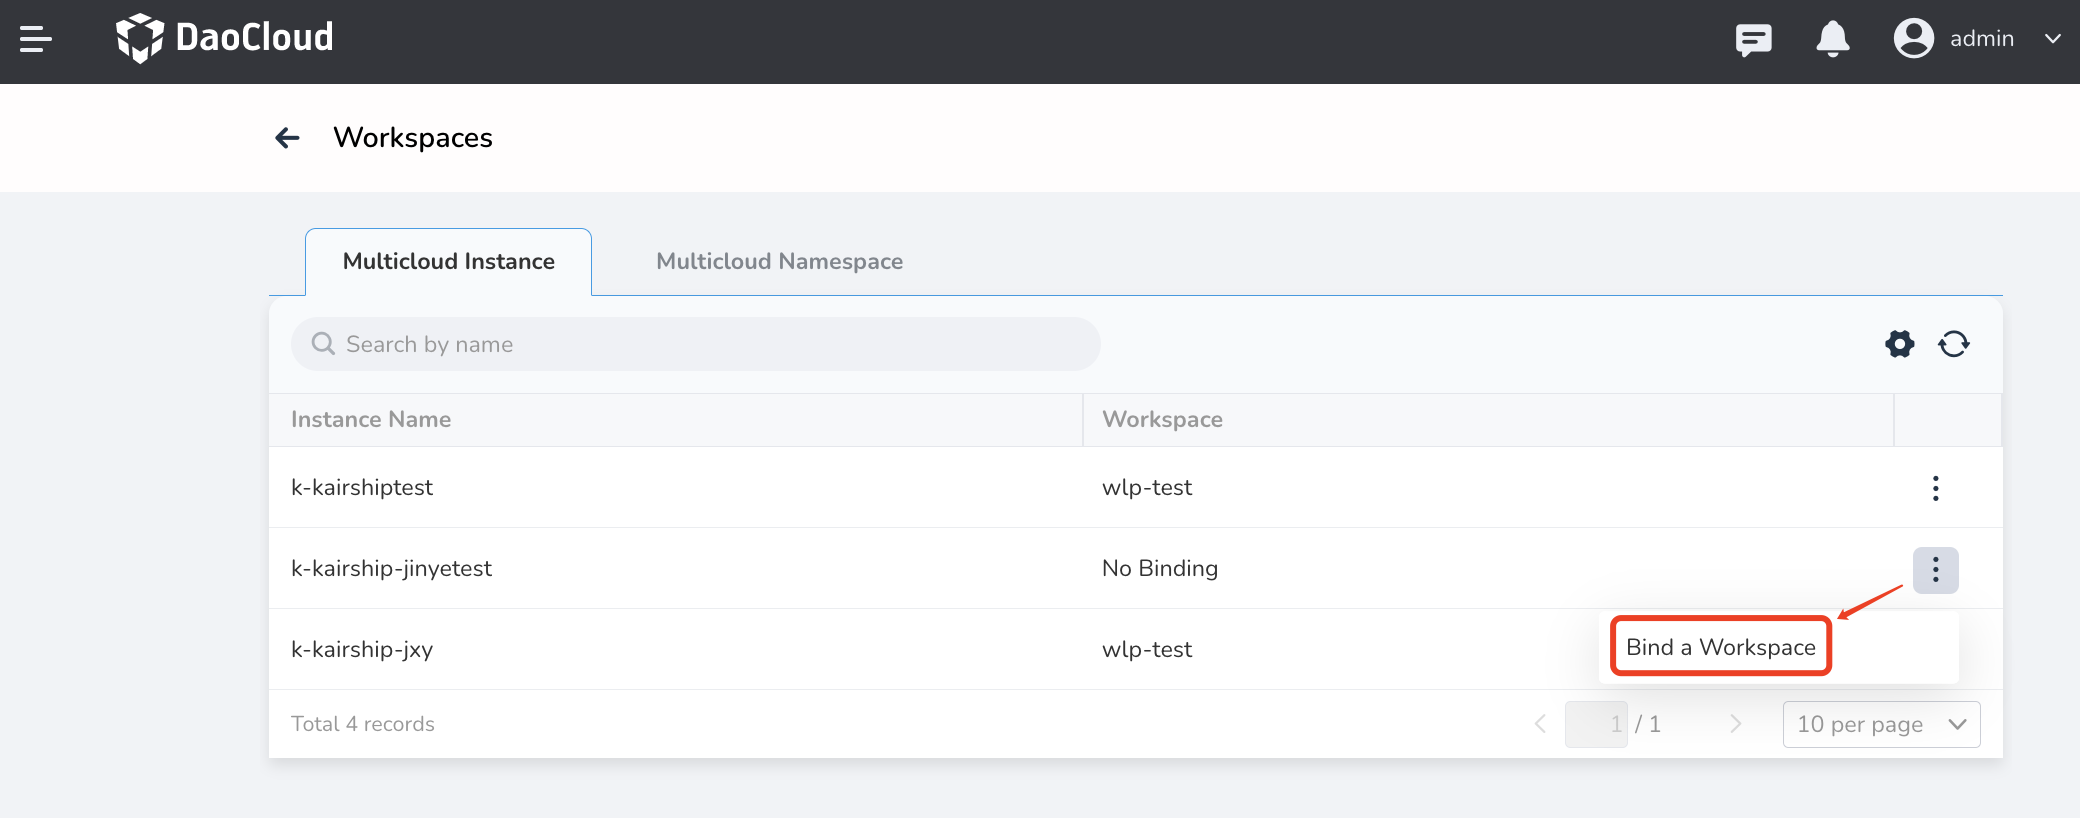 DaoCloud
admin
Workspaces
Multicloud Instance
Multicloud Namespace
Search by name
Instance Name
Workspace
k-kairshiptest
wlp-test
k-kairship-jinyetest
No Binding
k-kairship-jxy
wlp-test
Bind a Workspace
Total 4 records
1 / 1
10 per page